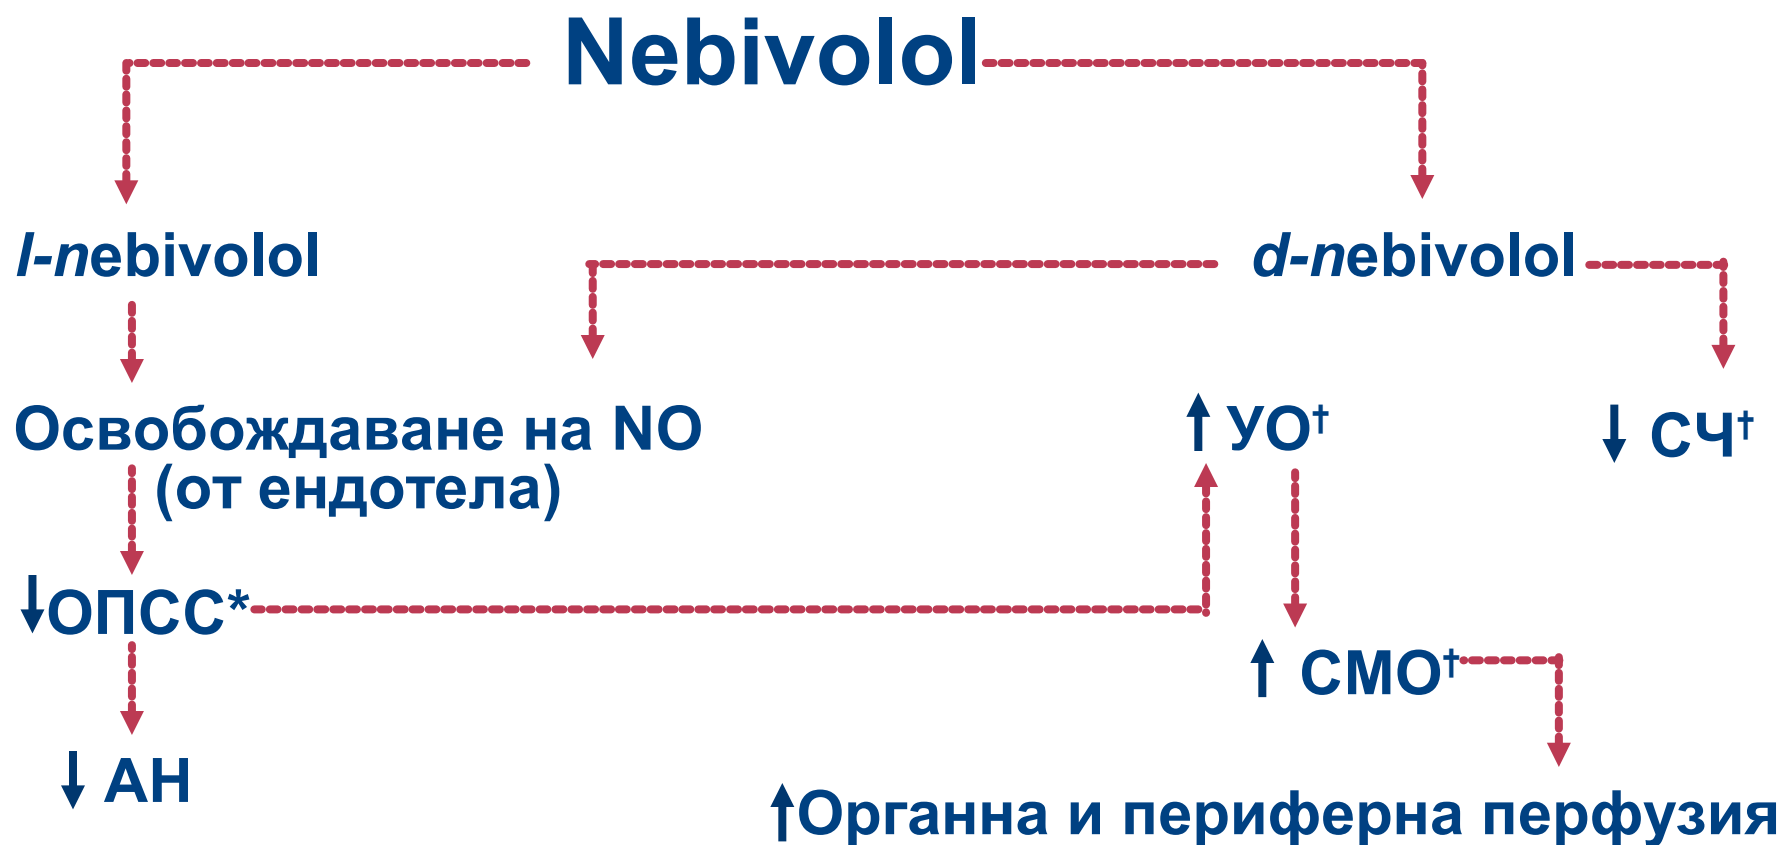 Nebivolol
l-nebivolol
d-nebivolol
Освобождаване на NO
(от ендотела)
↑ УО†
↓ СЧ†
↓ОПСС*
↑ СМО†
↓ АН
↑Органна и периферна перфузия